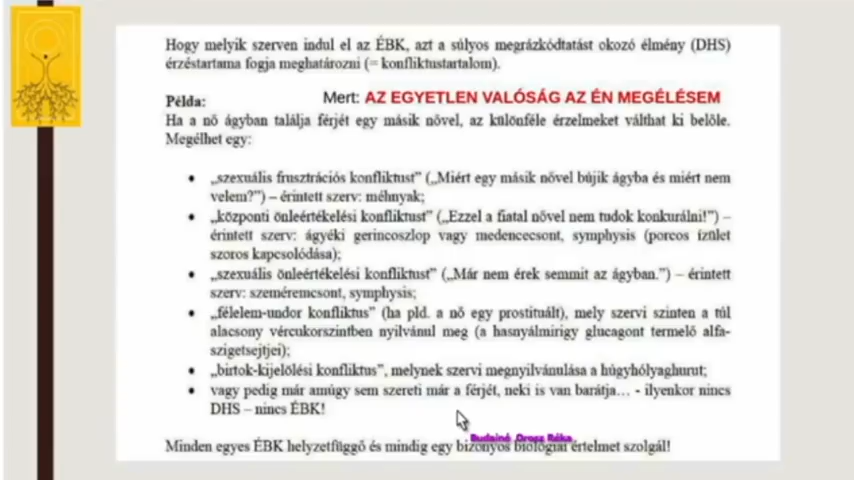 Hogy melyik szerven indul el az ÉBK, azt a súlyos megrázkódtatást okozó élmény (DHS)
érzéstartama fogja meghatározni (= konfliktustartalom).
Mert: AZ EGYETLEN VALÓSÁG AZ ÉN MEGÉLÉSEM
Példa:
Ha a nő ágyban találja férjét egy másik nővel, az különféle érzelmeket válthat ki belőle.
Megélhet egy:
• „szexuális frusztrációs konfliktust” („Miért egy másik nővel bújik ágyba és miért nem
velem?”) – érintett szerv: méhnyak;
• „központi önleértékelési konfliktust” („Ezzel a fiatal nővel nem tudok konkurálni!”) –
érintett szerv: ágyéki gerincoszlop vagy medencecsont, symphysis (porcos ízület
szoros kapcsolódása);
• „szexuális önleértékelési konfliktust” („Már nem érek semmit az ágyban.”) – érintett
szerv: szeméremcsont, symphysis;
• „félelem-undor konfliktus” (ha pld. a nő egy prostituált), mely szervi szinten a túl
alacsony vércukorszintben nyilvánul meg (a hasnyálmirigy glucagont termelő alfa-
szigetsejtjei);
• „birtok-kijelölési konfliktus”, melynek szervi megnyilvánulása a húgyhólyaghurut;
• vagy pedig már amúgy sem szereti már a férjét, neki is van barátja… - ilyenkor nincs
DHS – nincs ÉBK!
Budainé Orosz Réka
Minden egyes ÉBK helyzetfüggő és mindig egy bizonyos biológiai értelmet szolgál!